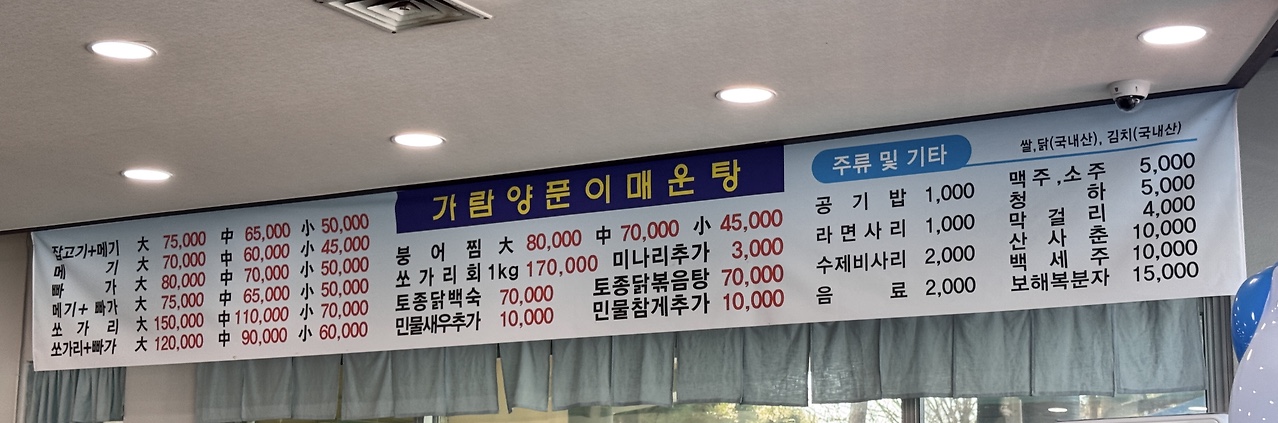 가람양푼이매운탕
잡고기+메기 大 75,000 中 65,000 小 50,000
메기 大 70,000 中 60,000 小 45,000
빠가 大 80,000 中 70,000 小 50,000
메기+빠가 大 75,000 中 65,000 小 50,000
쏘가리 大 150,000 中 110,000 小 70,000
쏘가리+빠가 大 120,000 中 90,000 小 60,000
붕어찜 大 80,000 中 70,000 小 45,000
쏘가리회 1kg 170,000 미나리추가 3,000
토종닭백숙 70,000 토종닭볶음탕 70,000
민물새우추가 10,000 민물참게추가 10,000
주류 및 기타
쌀,닭(국내산), 김치(국내산)
공기밥 1,000
라면사리 1,000
수제비사리 2,000
음료 2,000
맥주,소주 5,000
청하 5,000
막걸리 4,000
산사춘 10,000
백세주 10,000
보해복분자 15,000